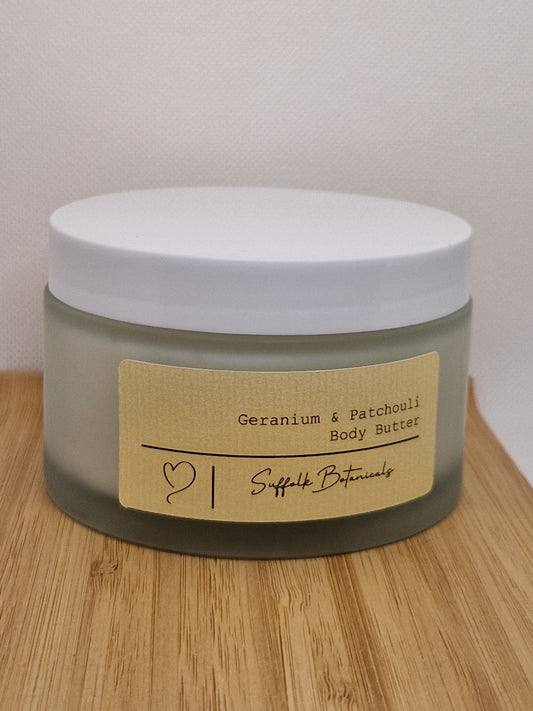 Geranium & Patchouli
Body Butter
Suffolk Botanicals